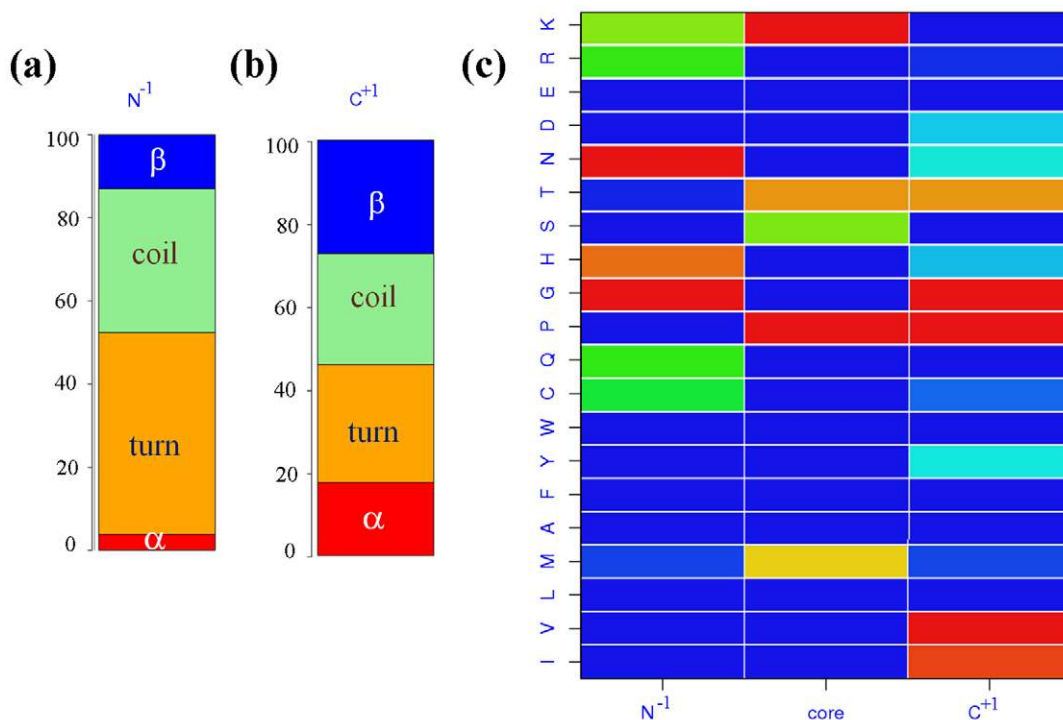 (a)
N-1
100
80
60
40
20
0
β
coil
turn
α
(b)
C+1
100
80
60
40
20
0
β
coil
turn
α
(c)
K
R
E
D
N
T
S
H
G
P
Q
C
W
Y
F
A
M
L
V
I
N-1
core
C+1